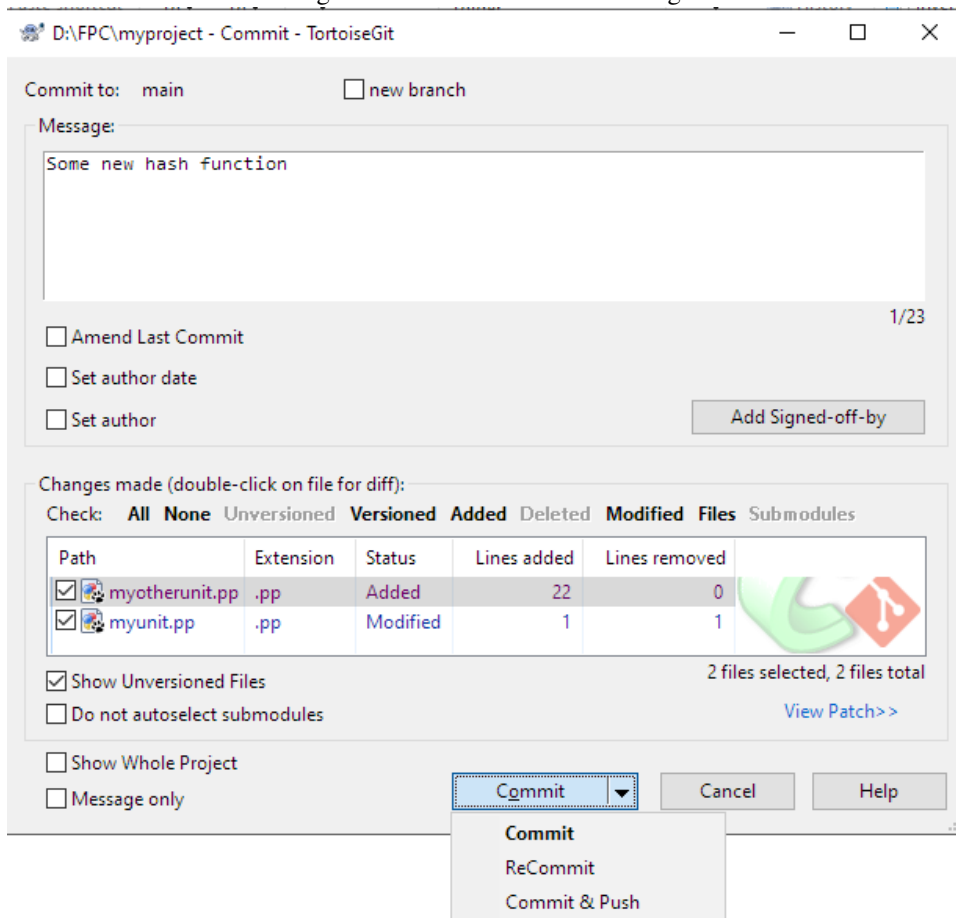 D:\FPC\myproject - Commit - TortoiseGit
Commit to: main new branch
Message:
Some new hash function
1/23
Amend Last Commit
Set author date
Set author Add Signed-off-by
Changes made (double-click on file for diff):
Check: All None Unversioned Versioned Added Deleted Modified Files Submodules
Path Extension Status Lines added Lines removed
myotherunit.pp .pp Added 22 0
myunit.pp .pp Modified 1 1
2 files selected, 2 files total
Show Unversioned Files
Do not autoselect submodules View Patch>>
Show Whole Project
Message only Commit Cancel Help
Commit
ReCommit
Commit & Push